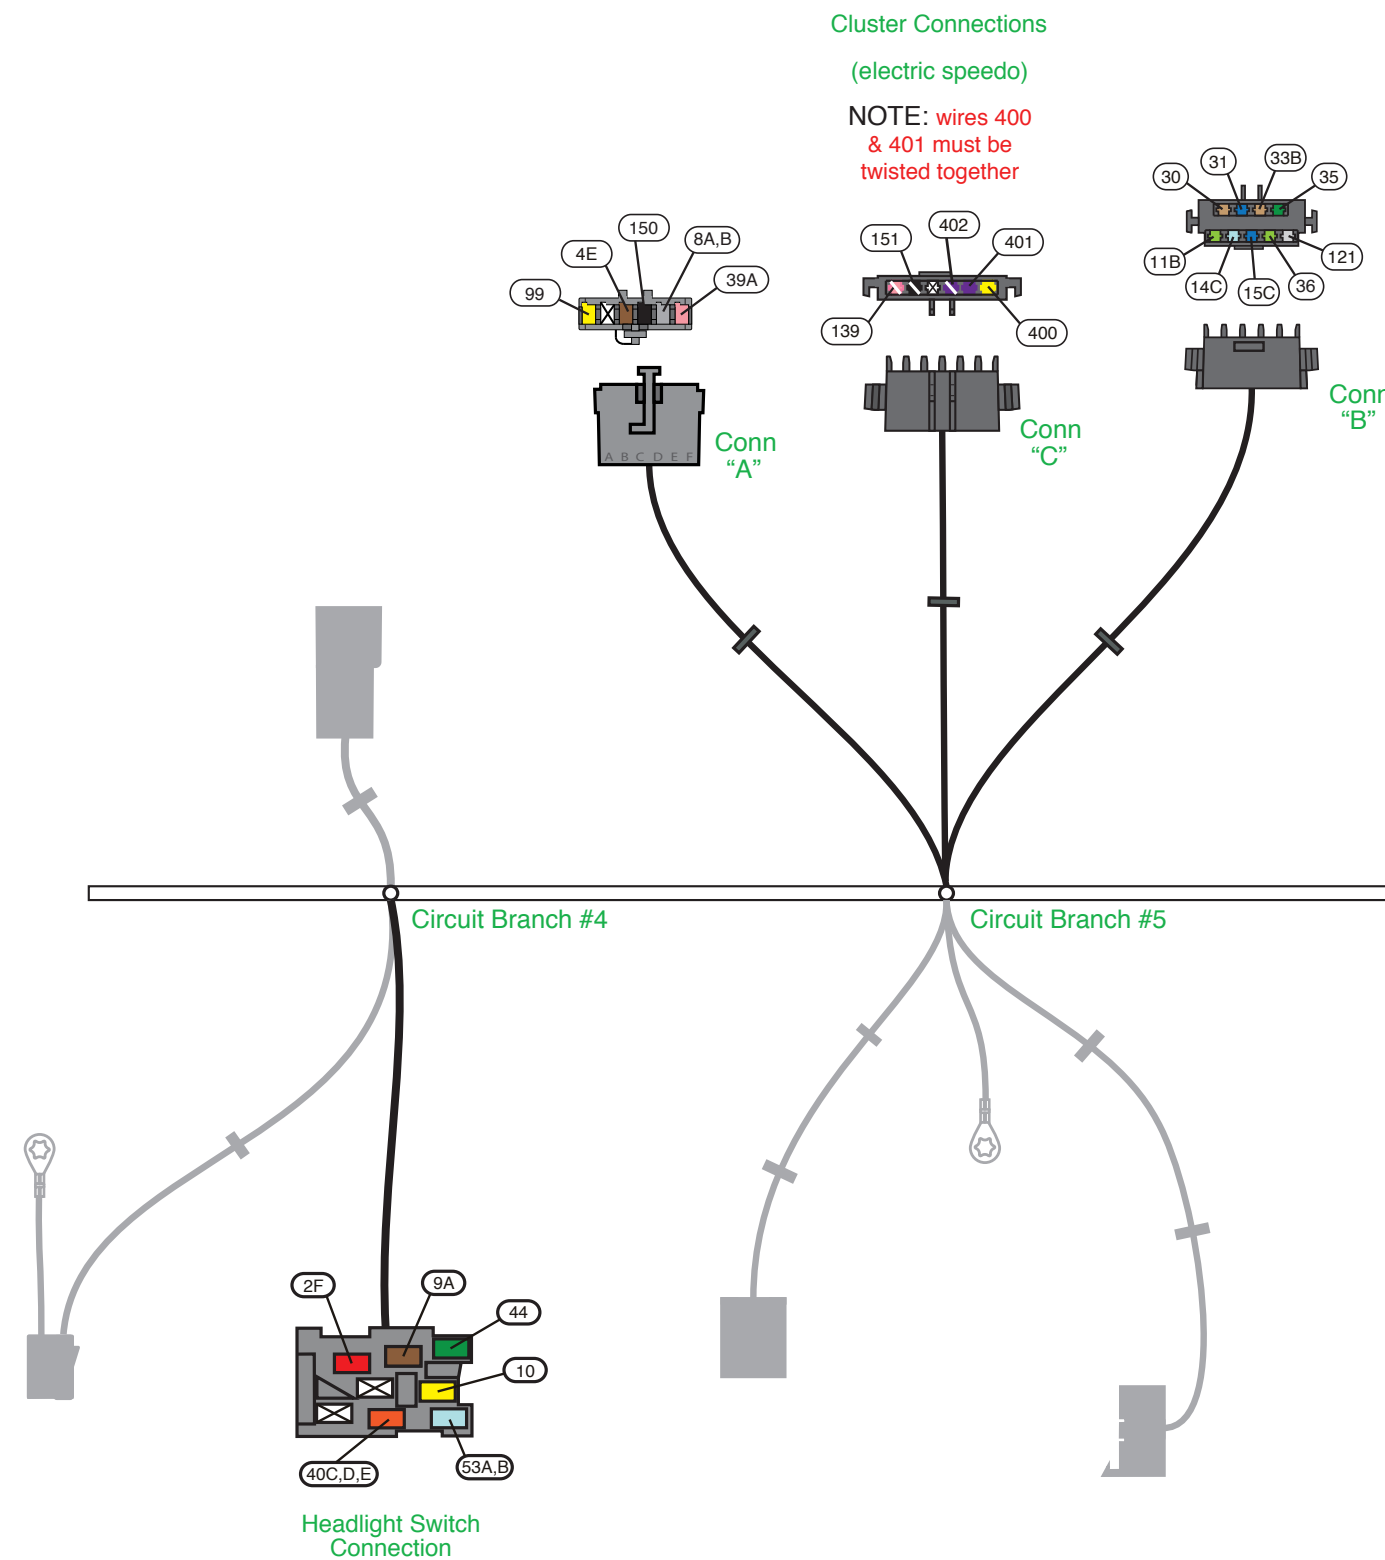 Cluster Connections
(electric speedo)
NOTE: wires 400
& 401 must be
twisted together
99
4E
150
8A,B
39A
151
402
401
139
400
30
31
33B
35
11B
14C
15C
36
121
A B C D E F
Conn
“A”
Conn
“C”
Conn
“B”
Circuit Branch #4
Circuit Branch #5
2F
9A
44
10
40C,D,E
53A,B
Headlight Switch
Connection